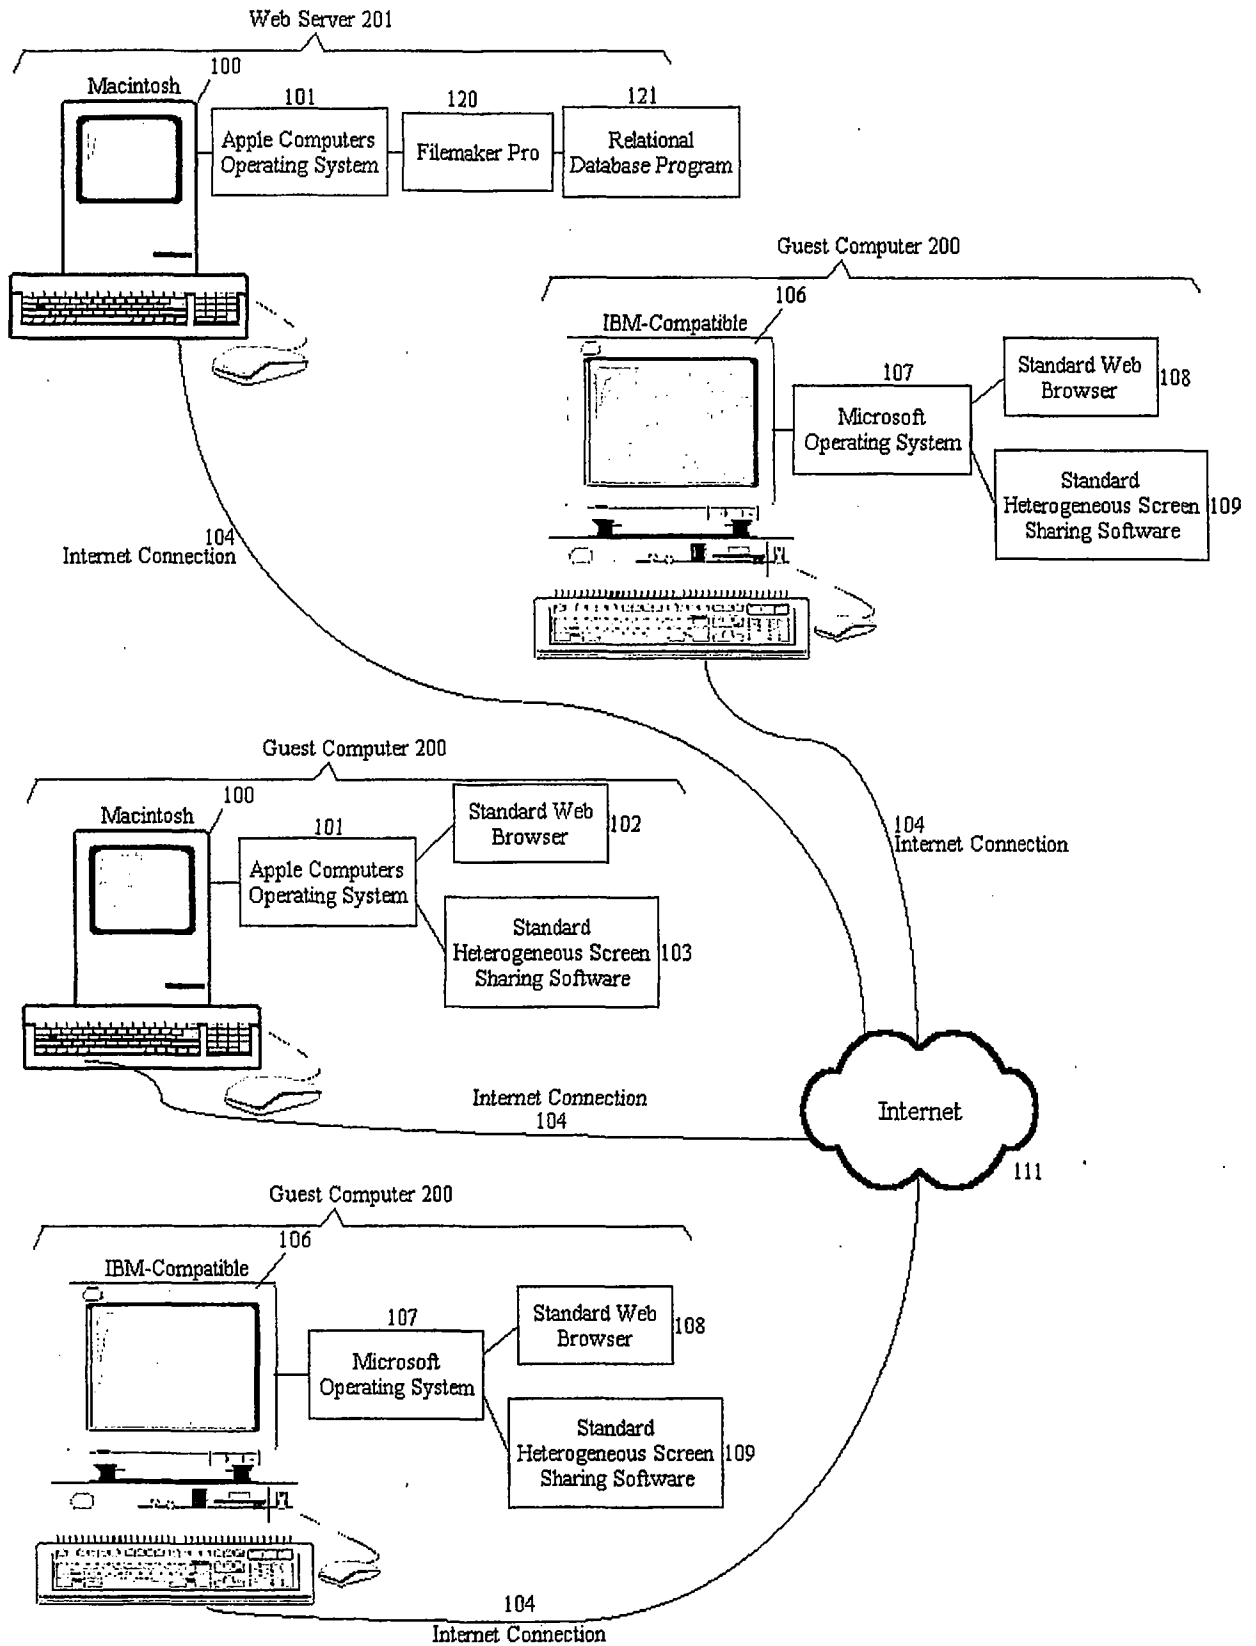 Web Server 201
Macintosh
100
101
Apple Computers
Operating System
120
Filemaker Pro
121
Relational
Database Program
Guest Computer 200
106
IBM-Compatible
107
Microsoft
Operating System
Standard Web
Browser
108
Standard
Heterogeneous Screen
Sharing Software
109
104
Internet Connection
Guest Computer 200
100
Macintosh
101
Apple Computers
Operating System
Standard Web
Browser
102
Standard
Heterogeneous Screen
Sharing Software
103
104
Internet Connection
Internet Connection
104
Internet
111
Guest Computer 200
106
IBM-Compatible
107
Microsoft
Operating System
Standard Web
Browser
108
Standard
Heterogeneous Screen
Sharing Software
109
104
Internet Connection